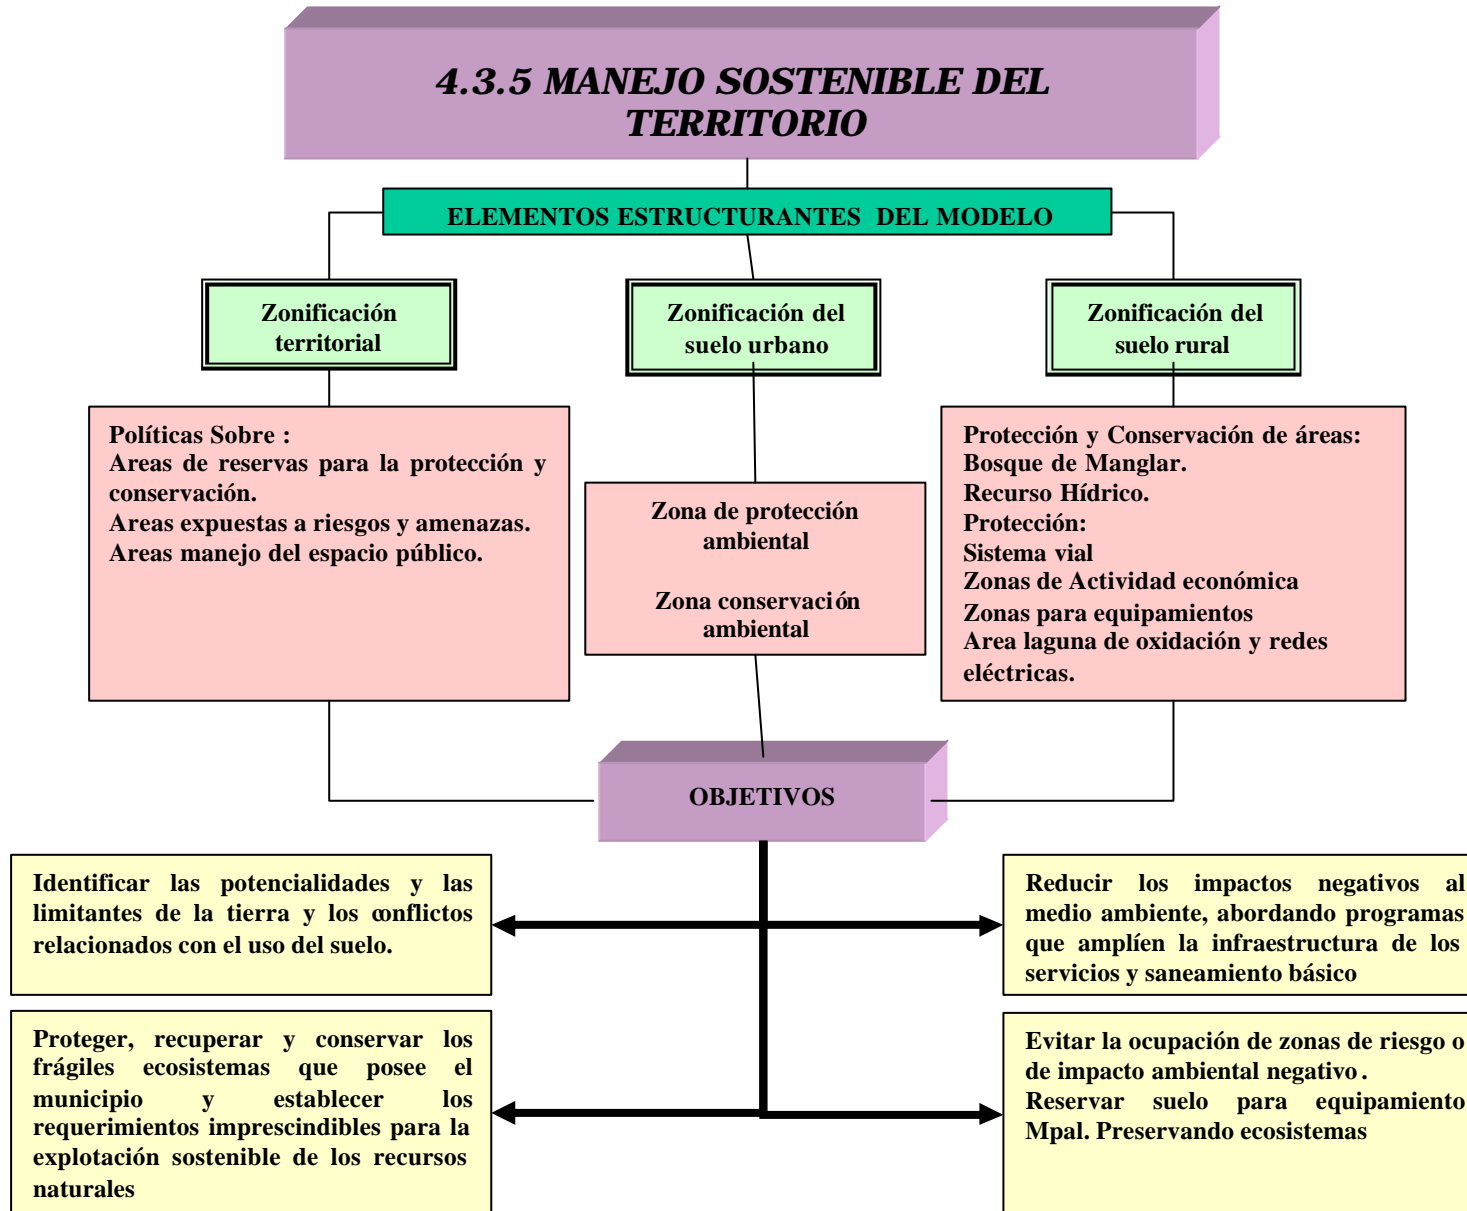 4.3.5 MANEJO SOSTENIBLE DEL
TERRITORIO
ELEMENTOS ESTRUCTURANTES DEL MODELO
Zonificación
territorial
Zonificación del
suelo urbano
Zonificación del
suelo rural
Políticas Sobre :
Areas de reservas para la protección y
conservación.
Areas expuestas a riesgos y amenazas.
Areas manejo del espacio público.
Zona de protección
ambiental
Zona conservación
ambiental
Protección y Conservación de áreas:
Bosque de Manglar.
Recurso Hídrico.
Protección:
Sistema vial
Zonas de Actividad económica
Zonas para equipamientos
Area laguna de oxidación y redes
eléctricas.
OBJETIVOS
Identificar las potencialidades y las
limitantes de la tierra y los conflictos
relacionados con el uso del suelo.
Reducir los impactos negativos al
medio ambiente, abordando programas
que amplíen la infraestructura de los
servicios y saneamiento básico
Proteger, recuperar y conservar los
frágiles ecosistemas que posee el
municipio y establecer los
requerimientos imprescindibles para la
explotación sostenible de los recursos
naturales
Evitar la ocupación de zonas de riesgo o
de impacto ambiental negativo.
Reservar suelo para equipamiento
Mpal. Preservando ecosistemas